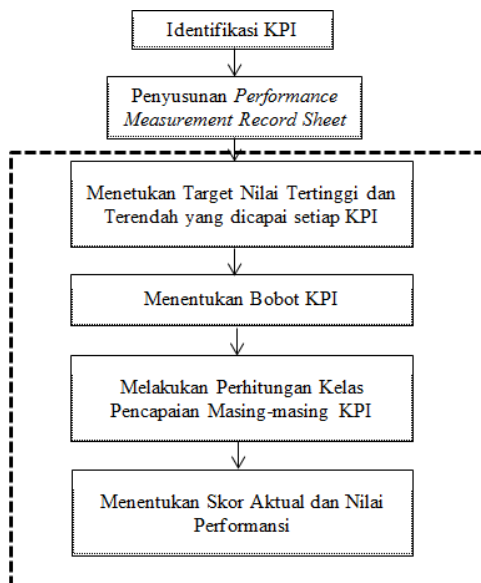 Identifikasi KPI
Penyusunan Performance
Measurement Record Sheet
Menetukan Target Nilai Tertinggi dan
Terendah yang dicapai setiap KPI
Menentukan Bobot KPI
Melakukan Perhitungan Kelas
Pencapaian Masing-masing KPI
Menentukan Skor Aktual dan Nilai
Performansi